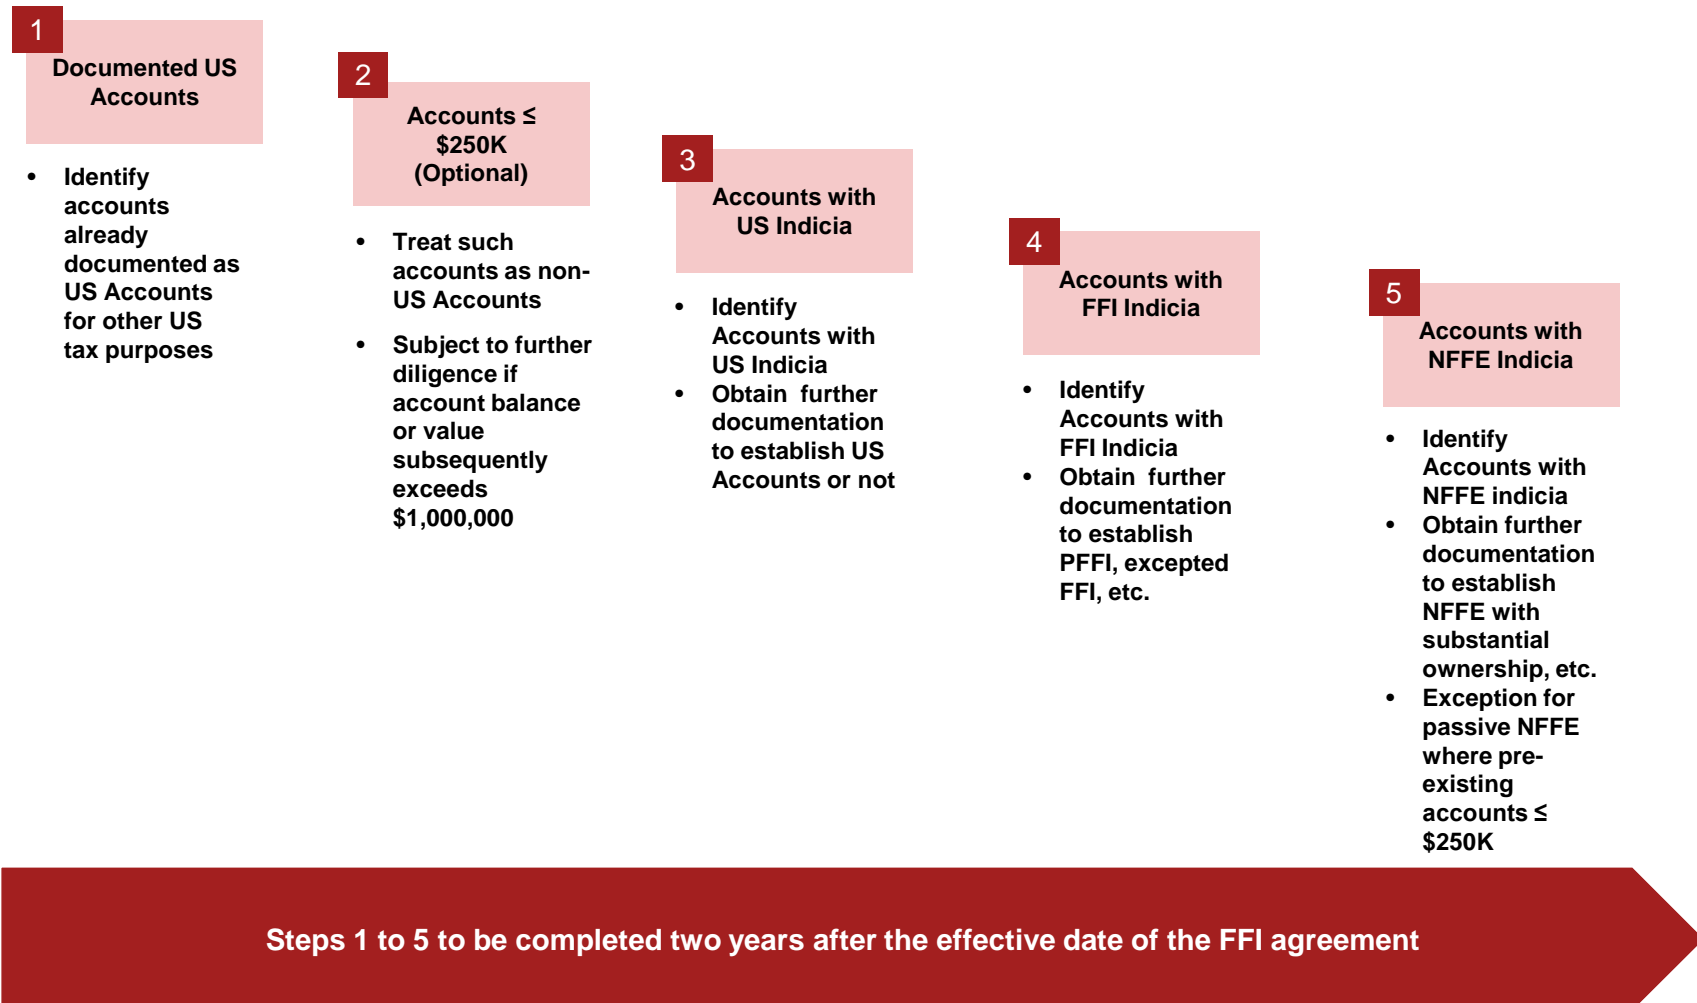 1
Documented US
Accounts
• Identify
accounts
already
documented as
US Accounts
for other US
tax purposes
2
Accounts ≤
$250K
(Optional)
• Treat such
accounts as non-
US Accounts
• Subject to further
diligence if
account balance
or value
subsequently
exceeds
$1,000,000
3
Accounts with
US Indicia
• Identify
Accounts with
US Indicia
• Obtain further
documentation
to establish US
Accounts or not
4
Accounts with
FFI Indicia
• Identify
Accounts with
FFI Indicia
• Obtain further
documentation
to establish
PFFI, excepted
FFI, etc.
5
Accounts with
NFFE Indicia
• Identify
Accounts with
NFFE indicia
• Obtain further
documentation
to establish
NFFE with
substantial
ownership, etc.
• Exception for
passive NFFE
where pre-
existing
accounts ≤
$250K
Steps 1 to 5 to be completed two years after the effective date of the FFI agreement